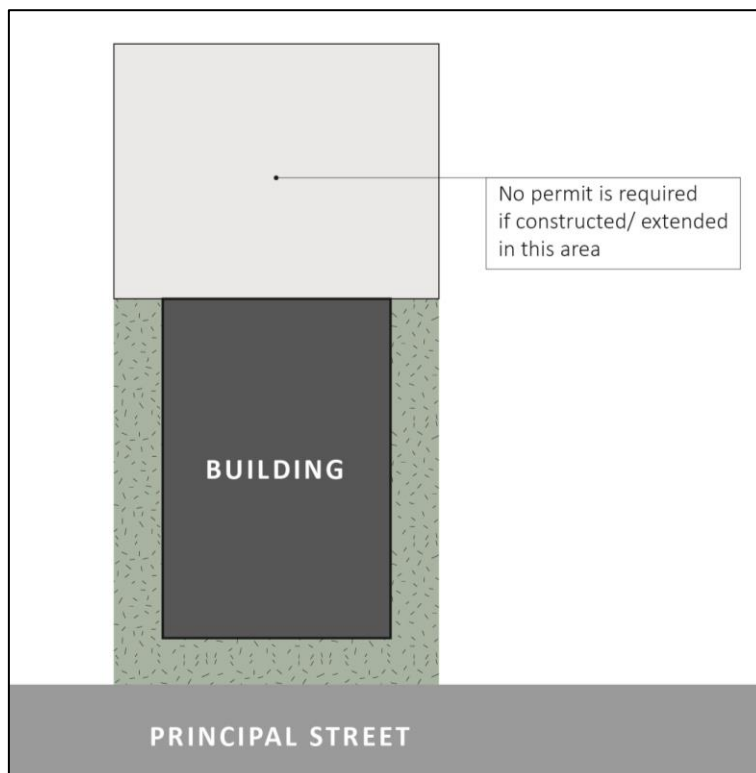 No permit is required
if constructed/ extended
in this area
BUILDING
PRINCIPAL STREET